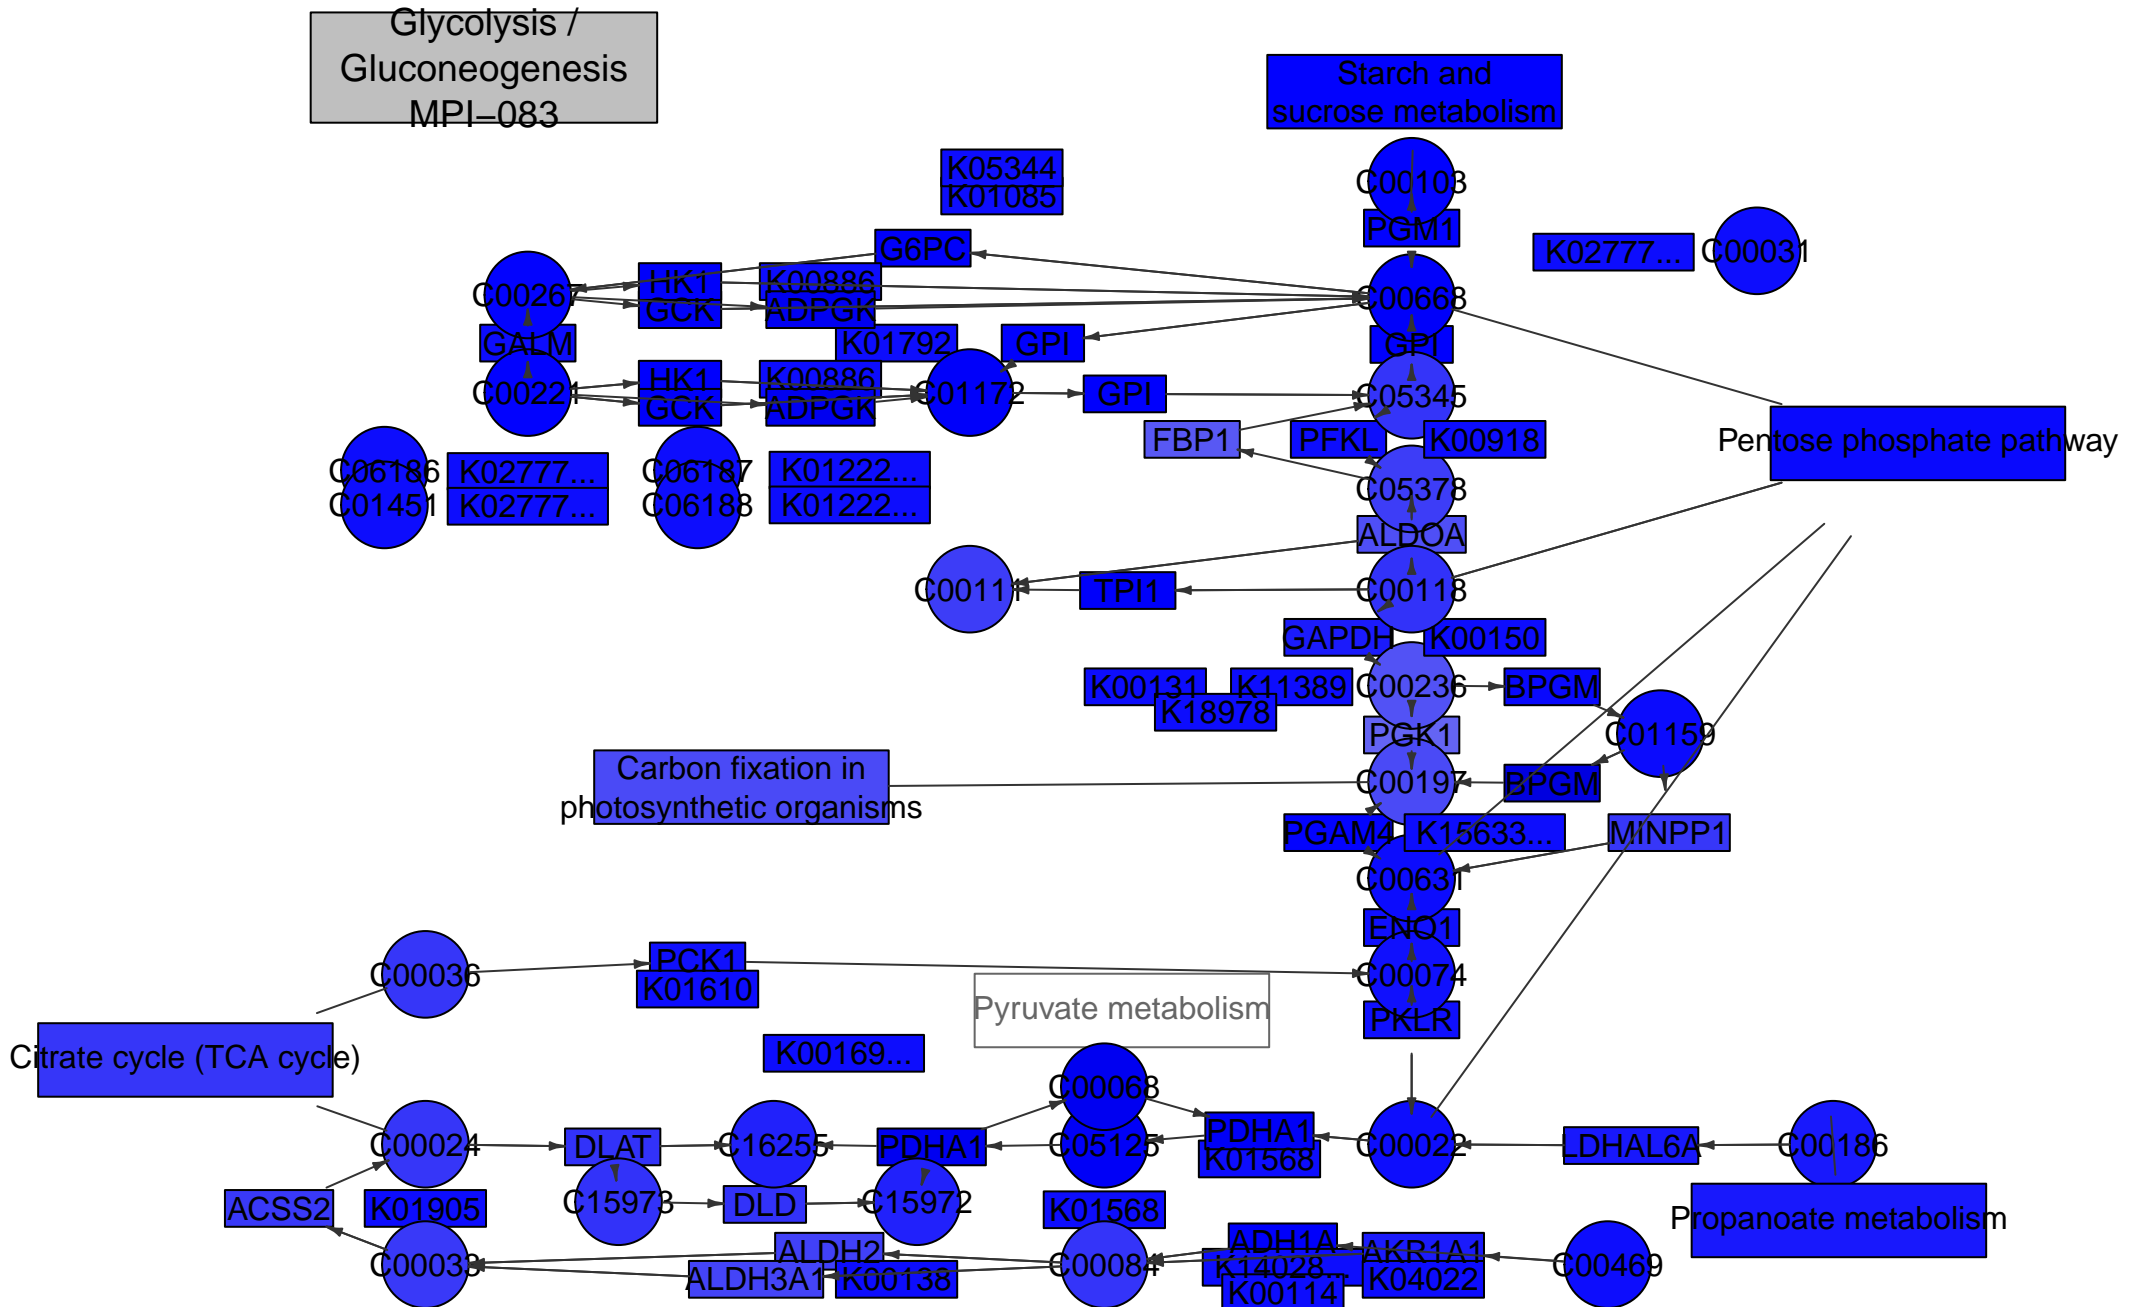 Glycolysis /
Gluconeogenesis
MPI−083
Starch and
sucrose metabolism
K05344
K01085
C00103
PGM1
G6PC
K02777...
C00031
C00267
HK1
K00886
GCK
ADPGK
C00668
GALM
K01792
GPI
GPI
C00221
HK1
K00886
GCK
ADPGK
C01172
GPI
C05345
FBP1
PFKL
K00918
Pentose phosphate pathway
C06186
K02777...
C06187
K01222...
C05378
C01451
K02777...
C06188
K01222...
ALDOA
C00111
TPI1
C00118
GAPDH
K00150
K00131
K11389
C00236
BPGM
K18978
PGK1
C01159
Carbon fixation in
photosynthetic organisms
C00197
BPGM
PGAM4
K15633...
MINPP1
C00631
ENO1
C00036
PCK1
K01610
C00074
Pyruvate metabolism
PKLR
Citrate cycle (TCA cycle)
K00169...
C00068
C00024
DLAT
C16255
PDHA1
C05125
PDHA1
K01568
C00022
LDHAL6A
C00186
ACSS2
K01905
C15973
DLD
C15972
K01568
Propanoate metabolism
C00033
ALDH2
ALDH3A1
K00138
C00084
ADH1A
K14028...
K00114
AKR1A1
K04022
C00469